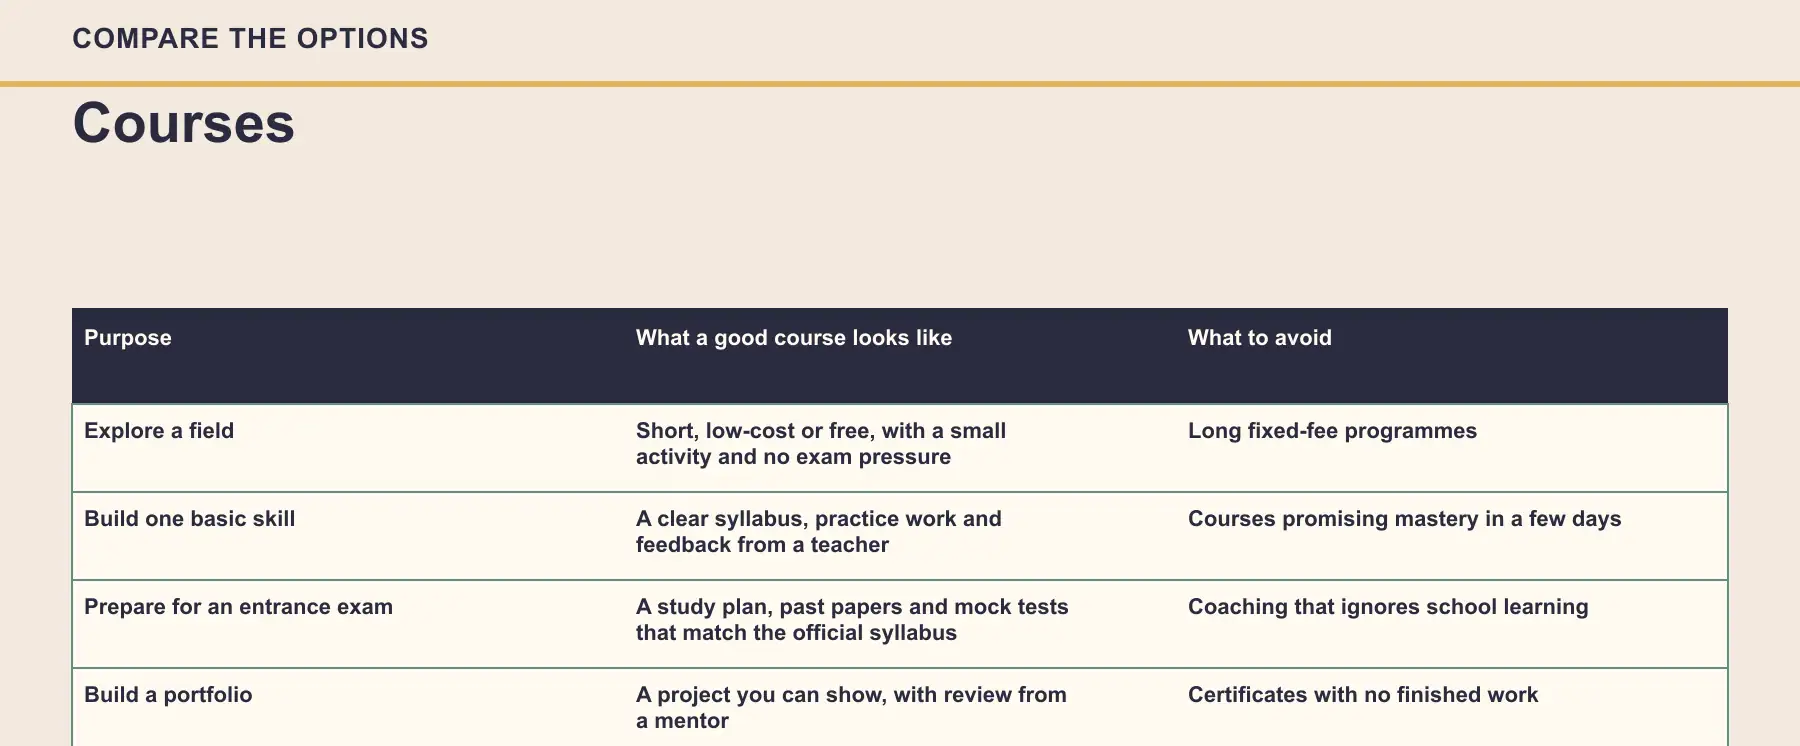 COMPARE THE OPTIONS
Courses
Purpose
What a good course looks like
What to avoid
Explore a field
Short, low-cost or free, with a small
activity and no exam pressure
Long fixed-fee programmes
Build one basic skill
A clear syllabus, practice work and
feedback from a teacher
Courses promising mastery in a few days
Prepare for an entrance exam
A study plan, past papers and mock tests
that match the official syllabus
Coaching that ignores school learning
Build a portfolio
A project you can show, with review from
a mentor
Certificates with no finished work